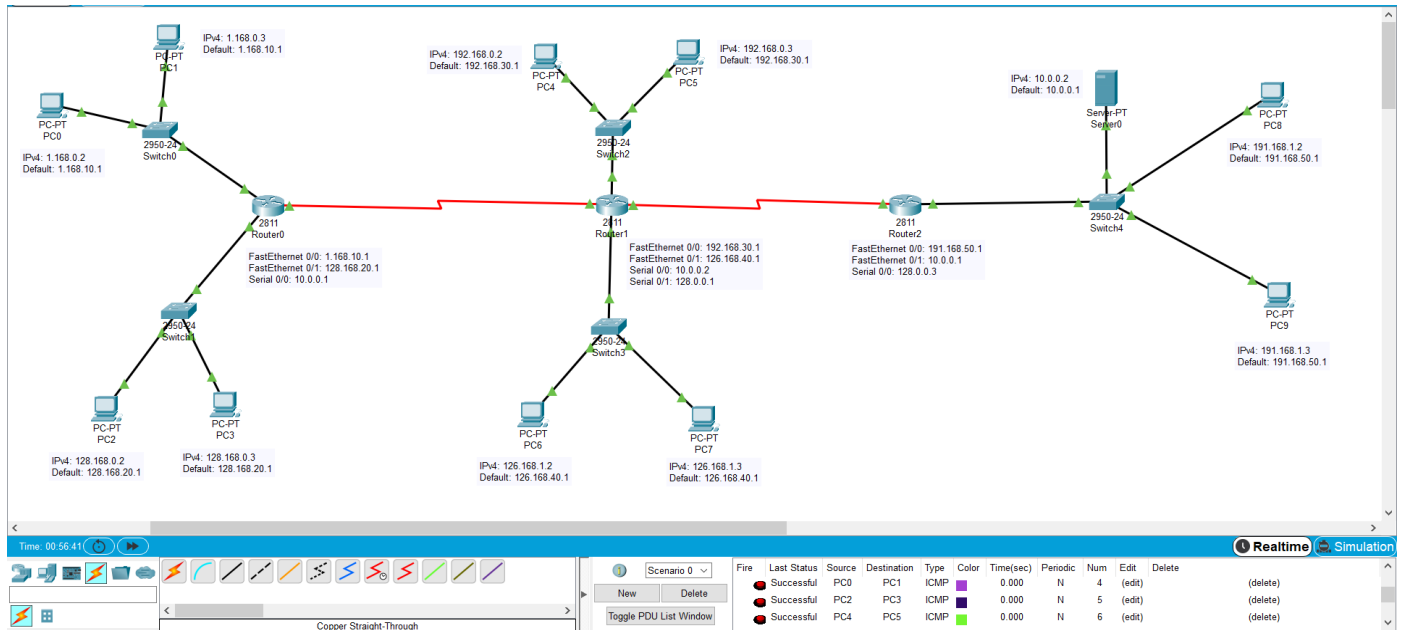 IPv4: 1.168.0.3
Default: 1.168.10.1
PC-PT
PC1
PC-PT
PC0
IPv4: 1.168.0.2
Default: 1.168.10.1
2950-24
Switch0
IPv4: 192.168.0.2
Default: 192.168.30.1
PC-PT
PC4
IPv4: 192.168.0.3
Default: 192.168.30.1
PC-PT
PC5
2950-24
Switch2
IPv4: 10.0.0.2
Default: 10.0.0.1
Server-PT
Server0
PC-PT
PC8
IPv4: 191.168.1.2
Default: 191.168.50.1
2811
Router0
FastEthernet 0/0: 1.168.10.1
FastEthernet 0/1: 128.168.20.1
Serial 0/0: 10.0.0.1
2811
Router1
FastEthernet 0/0: 192.168.30.1
FastEthernet 0/1: 126.168.40.1
Serial 0/0: 10.0.0.2
Serial 0/1: 128.0.0.1
2811
Router2
FastEthernet 0/0: 191.168.50.1
FastEthernet 0/1: 10.0.0.1
Serial 0/0: 128.0.0.3
2950-24
Switch4
PC-PT
PC9
IPv4: 191.168.1.3
Default: 191.168.50.1
2950-24
Switch1
PC-PT
PC2
IPv4: 128.168.0.2
Default: 128.168.20.1
PC-PT
PC3
IPv4: 128.168.0.3
Default: 128.168.20.1
2950-24
Switch3
PC-PT
PC6
IPv4: 126.168.1.2
Default: 126.168.40.1
PC-PT
PC7
IPv4: 126.168.1.3
Default: 126.168.40.1
Time: 00:56:41
Realtime
Simulation
Copper Straight-Through
Scenario 0
New
Delete
Toggle PDU List Window
Fire Last Status Source Destination Type Color Time(sec) Periodic Num Edit Delete
Successful PC0 PC1 ICMP 0.000 N 4 (edit) (delete)
Successful PC2 PC3 ICMP 0.000 N 5 (edit) (delete)
Successful PC4 PC5 ICMP 0.000 N 6 (edit) (delete)